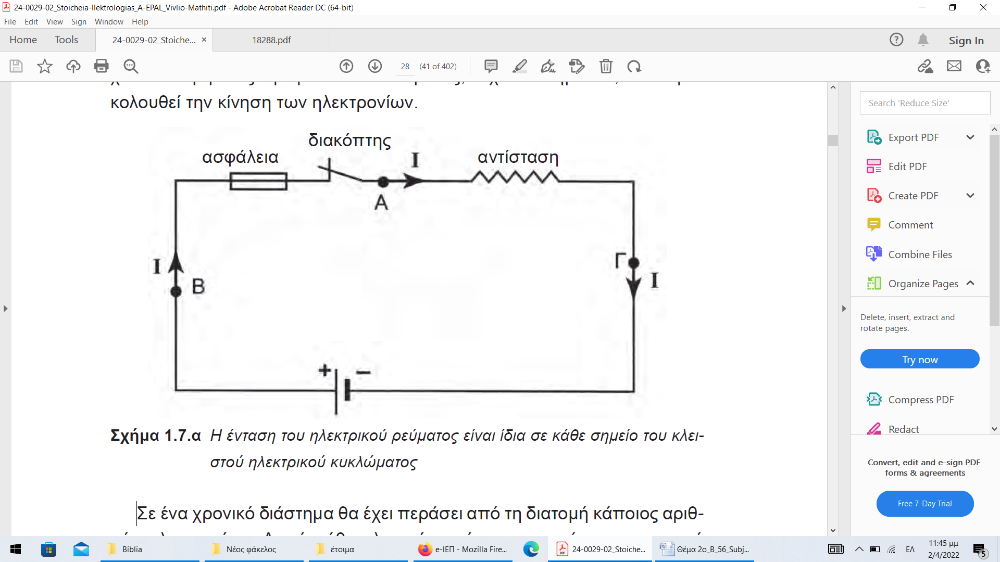 24-0029-02_Stoicheia-Ilektrologias_A-EPAL_Vivlio-Mathiti.pdf - Adobe Acrobat Reader DC (64-bit)
File Edit View Sign Window Help
Home Tools 24-0029-02_Stoiche... × 18288.pdf Sign In
28 (41 of 402)
κολουθεί την κίνηση των ηλεκτρονίων.
διακόπτης
ασφάλεια I αντίσταση
A
I B Γ I
+ −
Σχήμα 1.7.α Η ένταση του ηλεκτρικού ρεύματος είναι ίδια σε κάθε σημείο του κλει-
στού ηλεκτρικού κυκλώματος
Σε ένα χρονικό διάστημα θα έχει περάσει από τη διατομή κάποιος αριθ-
Search 'Reduce Size'
Export PDF
Edit PDF
Create PDF
Comment
Combine Files
Organize Pages
Delete, insert, extract and
rotate pages.
Try now
Compress PDF
Redact
Convert, edit and e-sign PDF
forms & agreements
Free 7-Day Trial
Biblia Νέος φάκελος έτοιμα e-ΙΕΠ - Mozilla Fire... 24-0029-02_Stoiche... Θέμα 2ο_Β_56_Subj... ΕΛ 11:45 μμ
2/4/2022 5